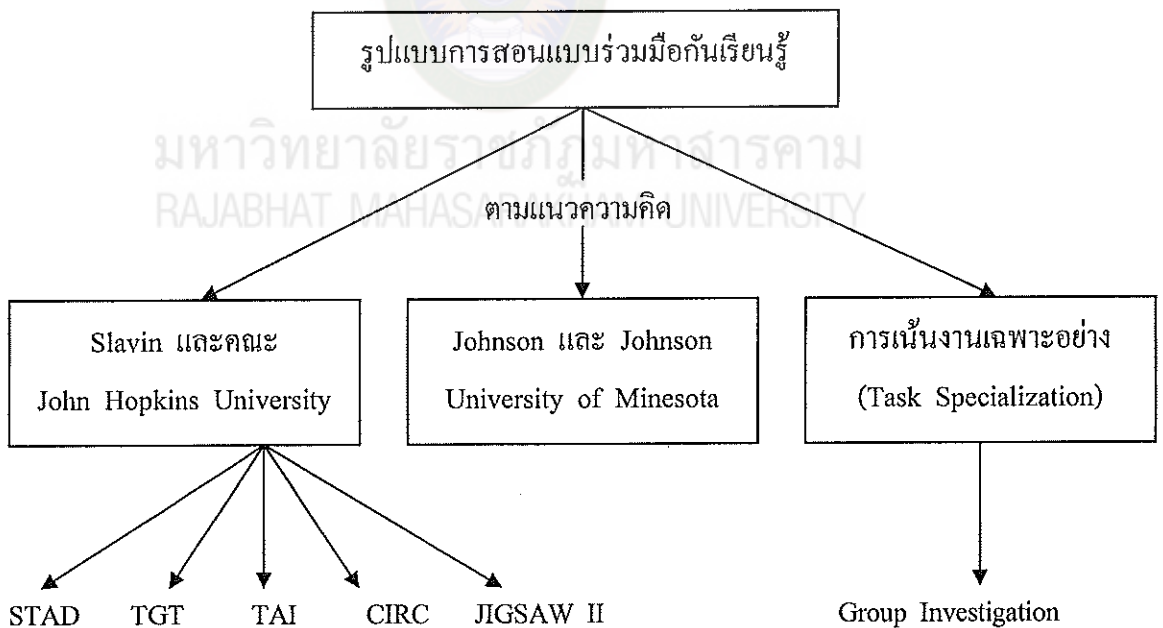 รูปแบบการสอนแบบร่วมมือกันเรียนรู้
มหาวิทยาลัยราชภัฏมหาสารคาม
RAJABHAT MAHASARAKHAM UNIVERSITY
ตามแนวความคิด
Slavin และคณะ
John Hopkins University
Johnson และ Johnson
University of Minesota
การเน้นงานเฉพาะอย่าง
(Task Specialization)
STAD TGT TAI CIRC JIGSAW II
Group Investigation